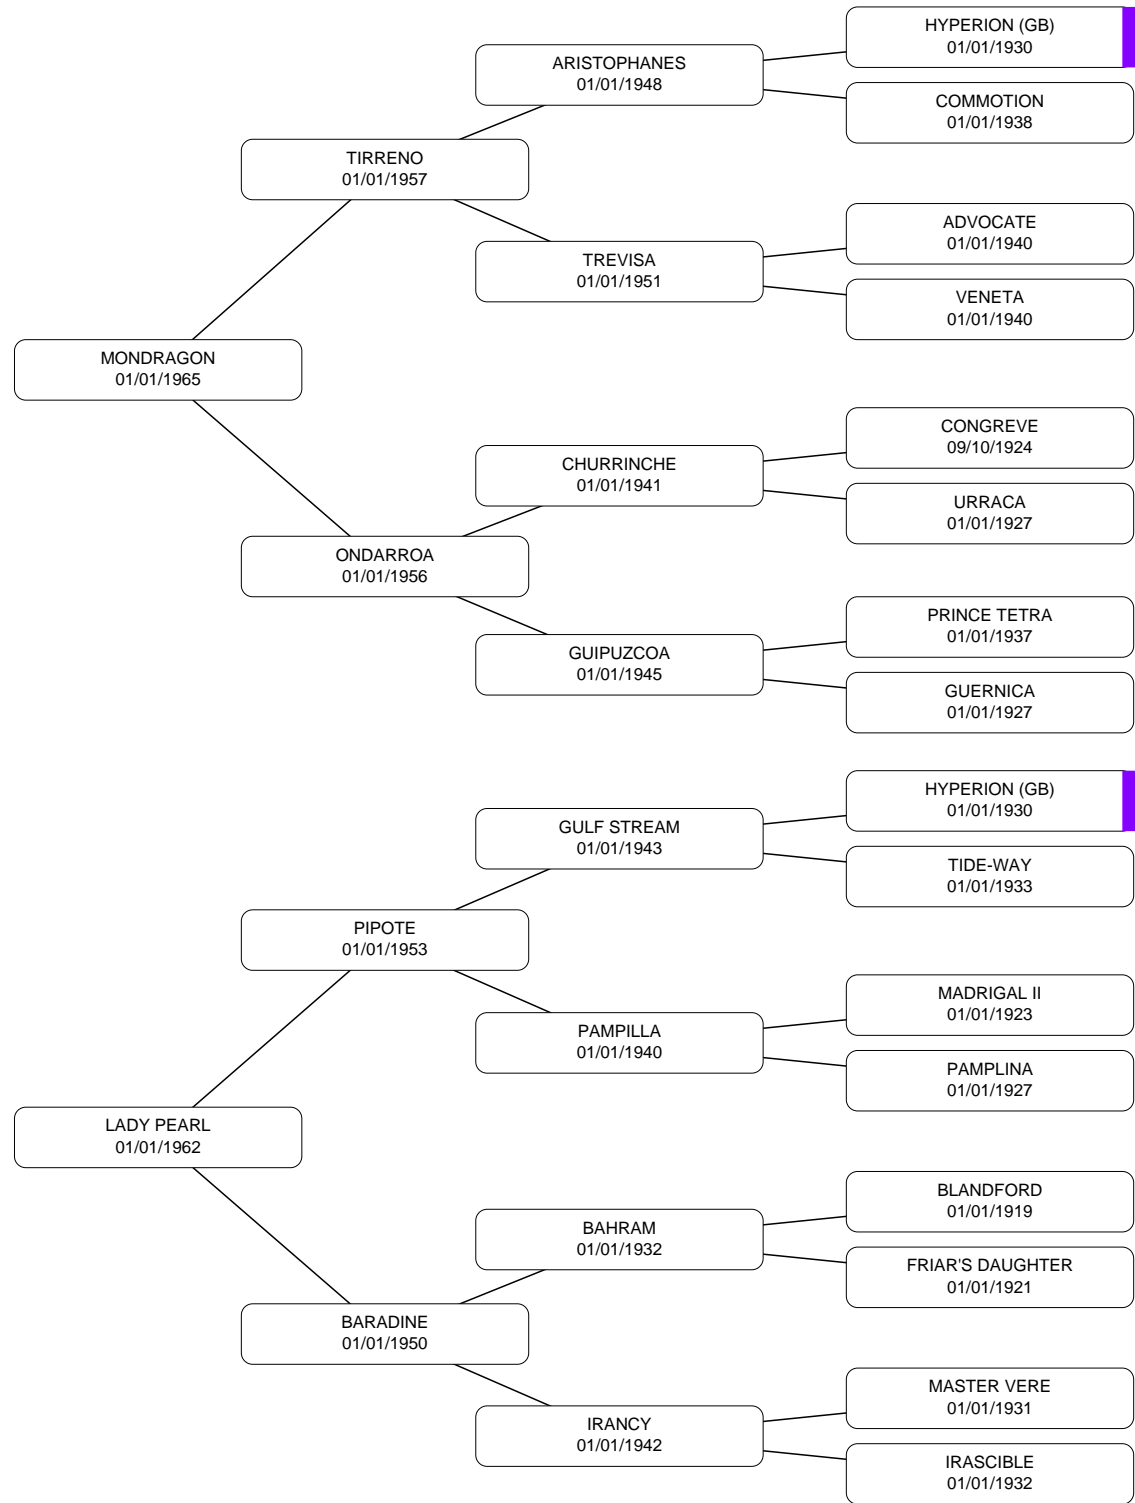 HYPERION (GB)
01/01/1930
ARISTOPHANES
01/01/1948
COMMOTION
01/01/1938
TIRRENO
01/01/1957
ADVOCATE
01/01/1940
TREVISA
01/01/1951
VENETA
01/01/1940
MONDRAGON
01/01/1965
CONGREVE
09/10/1924
CHURRINCHE
01/01/1941
URRACA
01/01/1927
ONDARROA
01/01/1956
PRINCE TETRA
01/01/1937
GUIPUZCOA
01/01/1945
GUERNICA
01/01/1927
HYPERION (GB)
01/01/1930
GULF STREAM
01/01/1943
TIDE-WAY
01/01/1933
PIPOTE
01/01/1953
MADRIGAL II
01/01/1923
PAMPILLA
01/01/1940
PAMPLINA
01/01/1927
LADY PEARL
01/01/1962
BLANDFORD
01/01/1919
BAHRAM
01/01/1932
FRIAR'S DAUGHTER
01/01/1921
BARADINE
01/01/1950
MASTER VERE
01/01/1931
IRANCY
01/01/1942
IRASCIBLE
01/01/1932